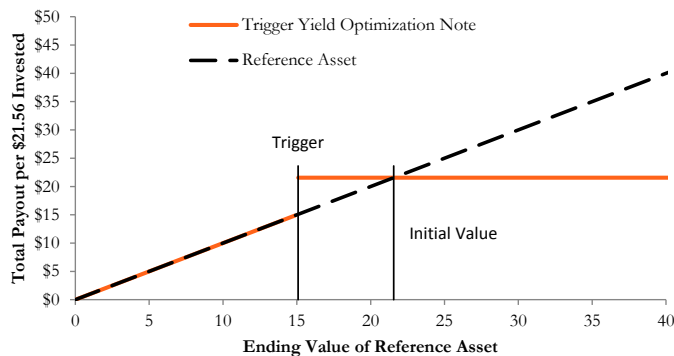 $50
$45
$40
$35
$30
$25
$20
$15
$10
$5
$0
Total Payout per $21.56 Invested
Trigger Yield Optimization Note
Reference Asset
Trigger
Initial Value
0 5 10 15 20 25 30 35 40
Ending Value of Reference Asset